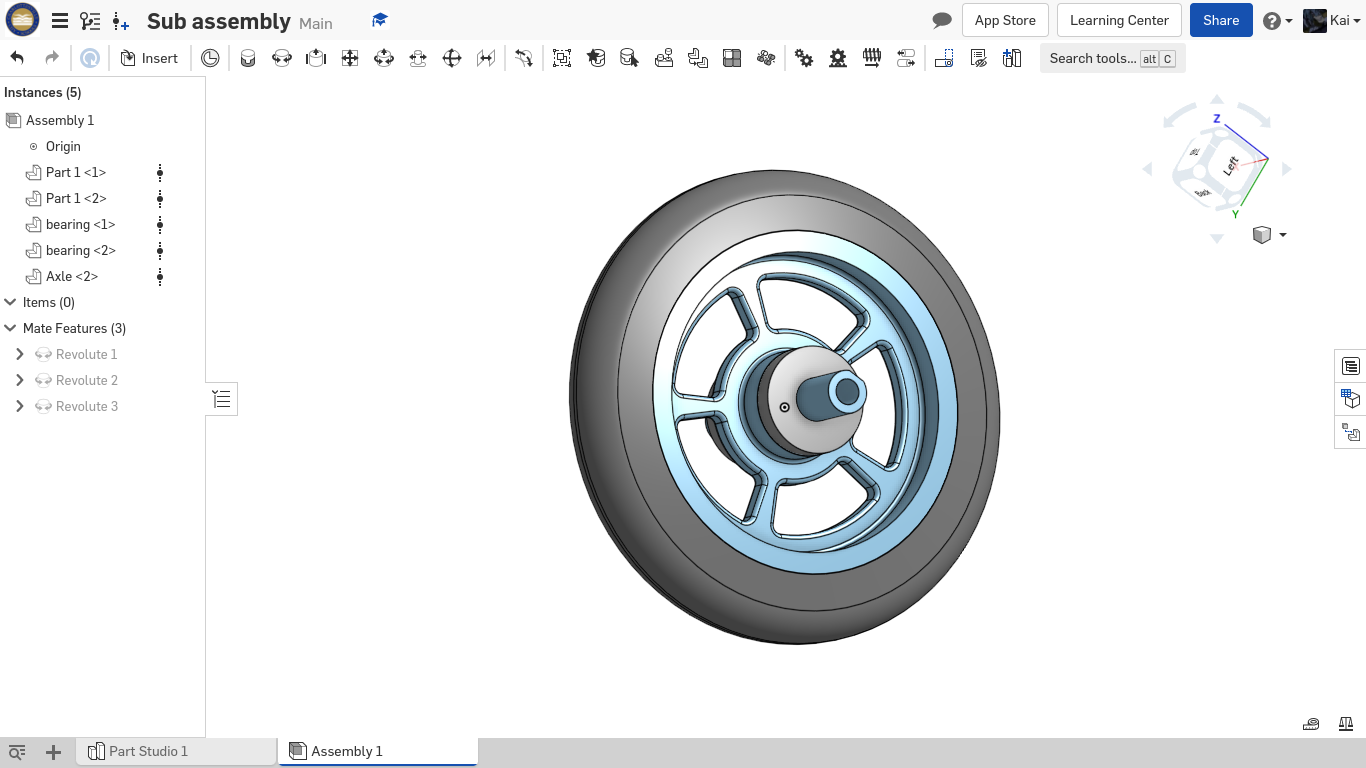 Sub assembly Main
App Store
Learning Center
Share
Kai
Insert
Search tools... alt C
Instances (5)
Assembly 1
Origin
Part 1 <1>
Part 1 <2>
bearing <1>
bearing <2>
Axle <2>
Items (0)
Mate Features (3)
Revolute 1
Revolute 2
Revolute 3
Z
Left
Back
Y
Part Studio 1
Assembly 1